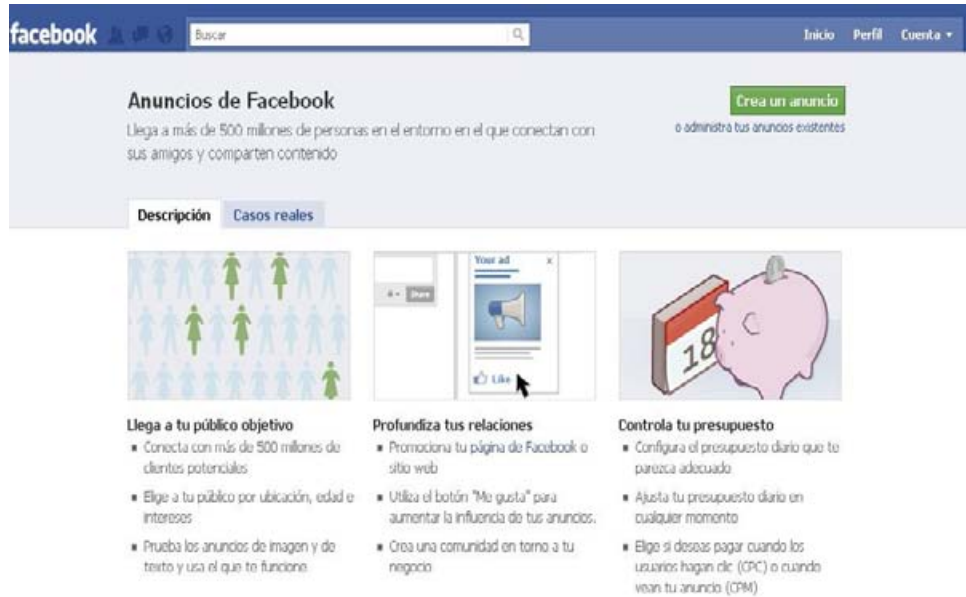 facebook
Buscar
Inicio Perfil Cuenta
Anuncios de Facebook
Crea un anuncio
Llega a más de 500 millones de personas en el entorno en el que conectan con
sus amigos y comparten contenido
o administra tus anuncios existentes
Descripción Casos reales
Your ad x
Share
Like
18
Llega a tu público objetivo
Conecta con más de 500 millones de
clientes potenciales
Elige a tu público por ubicación, edad e
intereses
Prueba los anuncios de imagen y de
texto y usa el que te funcione
Profundiza tus relaciones
Promociona tu página de Facebook o
sitio web
Utiliza el botón "Me gusta" para
aumentar la influencia de tus anuncios.
Crea una comunidad en torno a tu
negocio
Controla tu presupuesto
Configura el presupuesto diario que te
parezca adecuado
Ajusta tu presupuesto diario en
cualquier momento
Elige si deseas pagar cuando los
usuarios hagan clic (CPC) o cuando
vean tu anuncio (CPM)